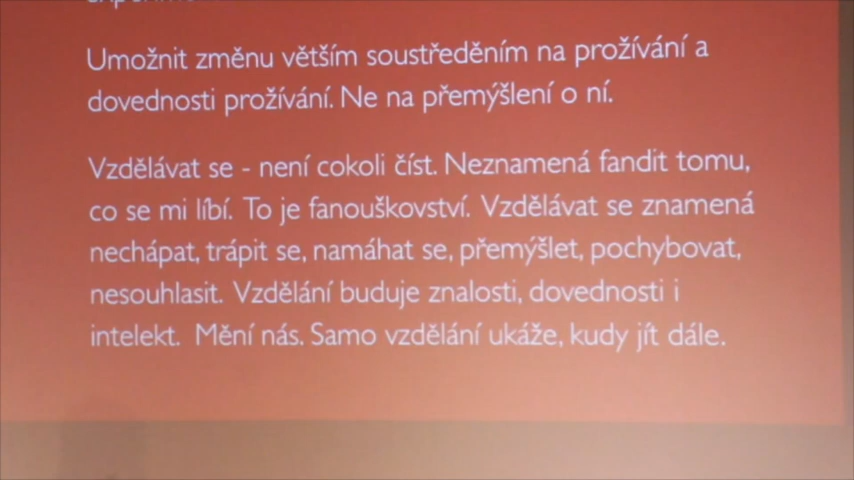 Umožnit změnu větším soustředěním na prožívání a
dovednosti prožívání. Ne na přemýšlení o ní.
Vzdělávat se - není cokoli číst. Neznamená fandit tomu,
co se mi líbí. To je fanouškovství. Vzdělávat se znamená
nechápat, trápit se, namáhat se, přemýšlet, pochybovat,
nesouhlasit. Vzdělání buduje znalosti, dovednosti i
intelekt. Mění nás. Samo vzdělání ukáže, kudy jít dále.